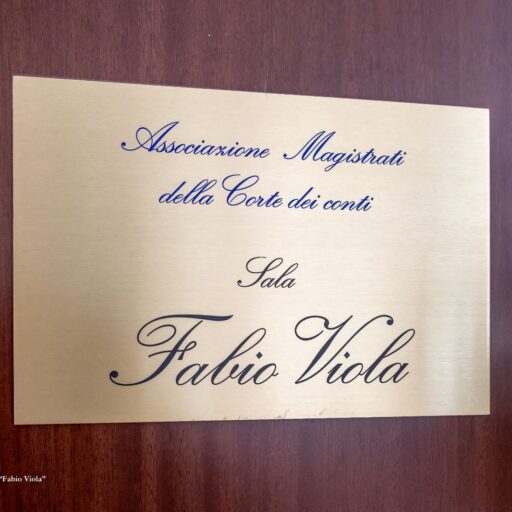 Associazione Magistrati
della Corte dei conti
Sala
Fabio Viola
"Fabio Viola"